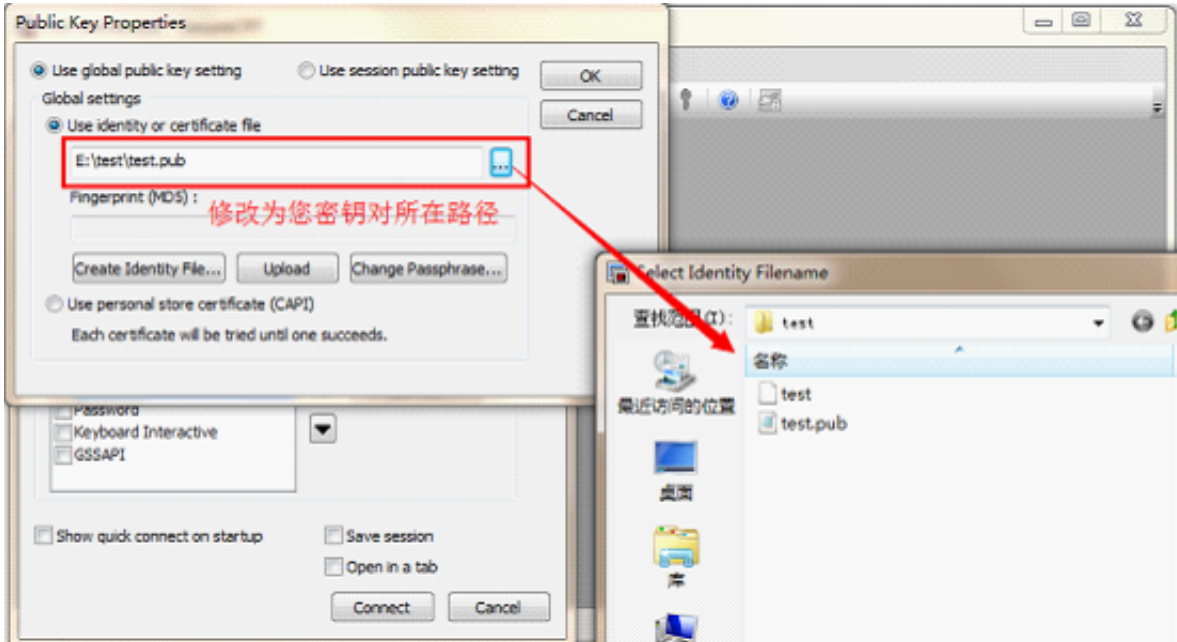 Public Key Properties
Use global public key setting
Use session public key setting
OK
Global settings
Cancel
Use identity or certificate file
E:\test\test.pub
...
Fingerprint (MD5) :
修改为您密钥对所在路径
Create Identity File...
Upload
Change Passphrase...
Use personal store certificate (CAPI)
Each certificate will be tried until one succeeds.
Select Identity Filename
查找范围(I):
test
名称
test
test.pub
最近访问的位置
桌面
库
Password
Keyboard Interactive
GSSAPI
Show quick connect on startup
Save session
Open in a tab
Connect
Cancel